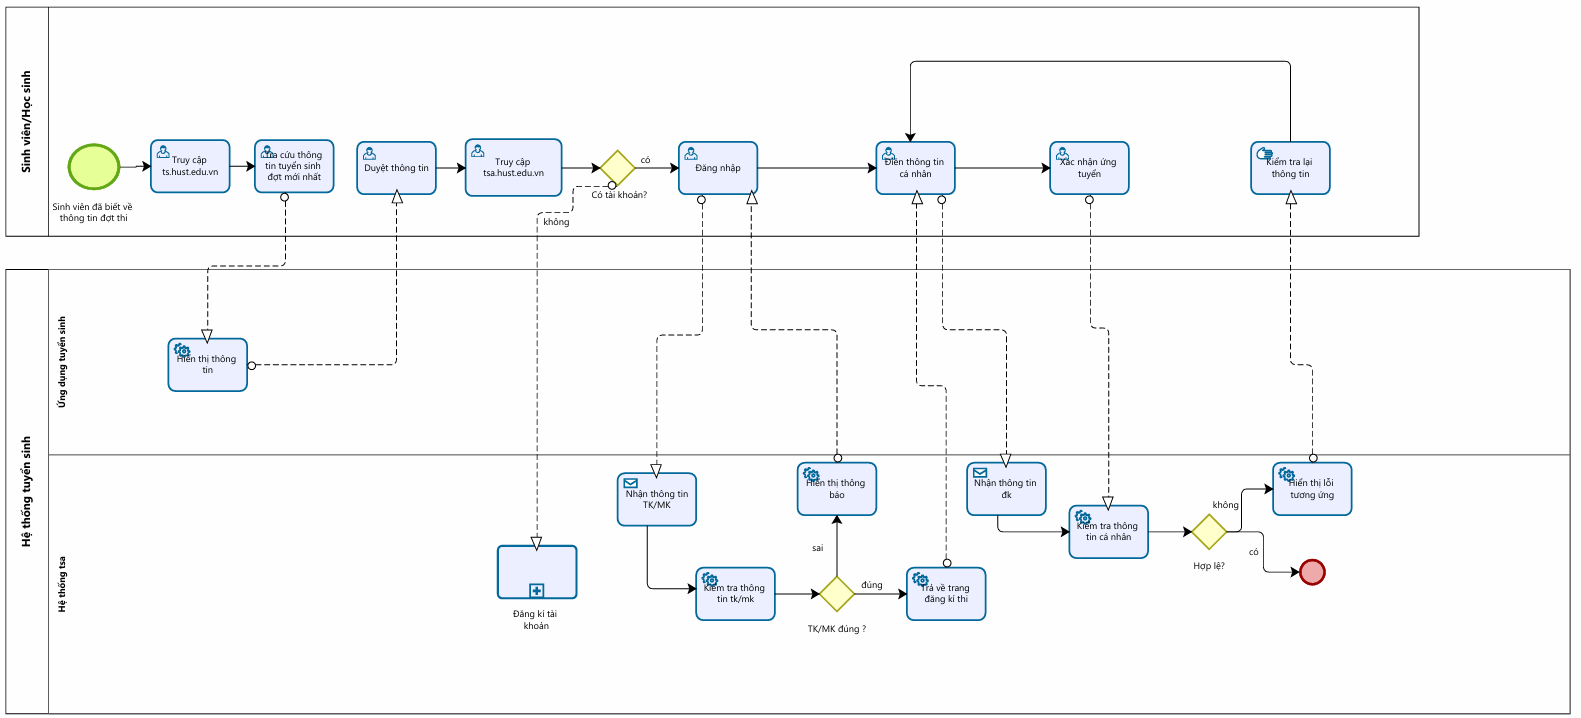 Sinh viên/Học sinh
Sinh viên đã biết về
thông tin đợt thi
Truy cập
ts.hust.edu.vn
Tra cứu thông
tin tuyển sinh
đợt mới nhất
Duyệt thông tin
Truy cập
tsa.hust.edu.vn
Có tài khoản?
có
không
Đăng nhập
Điền thông tin
cá nhân
Xác nhận ứng
tuyển
Kiểm tra lại
thông tin
Hệ thống tuyển sinh
Ứng dụng tuyển sinh
Hiển thị thông
tin
Hệ thống tsa
Đăng kí tài
khoản
Nhận thông tin
TK/MK
Kiểm tra thông
tin tk/mk
TK/MK đúng ?
sai
đúng
Hiển thị thông
báo
Trả về trang
đăng kí thi
Nhận thông tin
đk
Kiểm tra thông
tin cá nhân
Hợp lệ?
không
có
Hiển thị lỗi
tương ứng